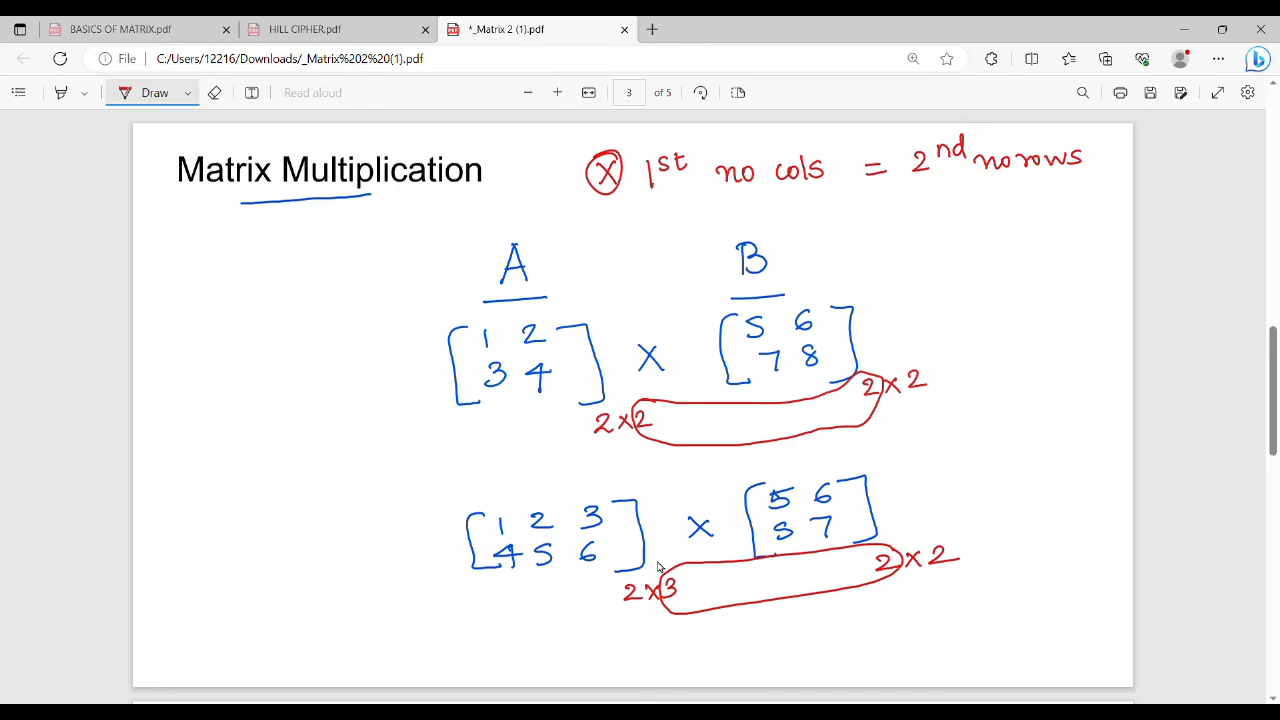 BASICS OF MATRIX.pdf
HILL CIPHER.pdf
*_Matrix 2 (1).pdf
File C:/Users/12216/Downloads/_Matrix%202%20(1).pdf
Draw Read aloud 3 of 5
Matrix Multiplication
X 1st no cols = 2nd no rows
A B
1 2 X 5 6
3 4 7 8
2x2 2x2
1 2 3 X 5 6
4 5 6 7
2x3 2x2